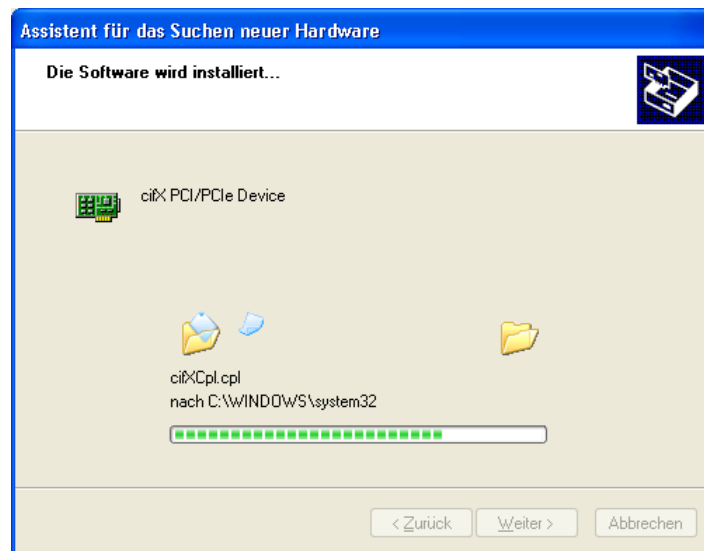 Assistent für das Suchen neuer Hardware
Die Software wird installiert...
cifX PCI/PCIe Device
cifXCpl.cpl
nach C:\WINDOWS\system32
< Zurück
Weiter >
Abbrechen